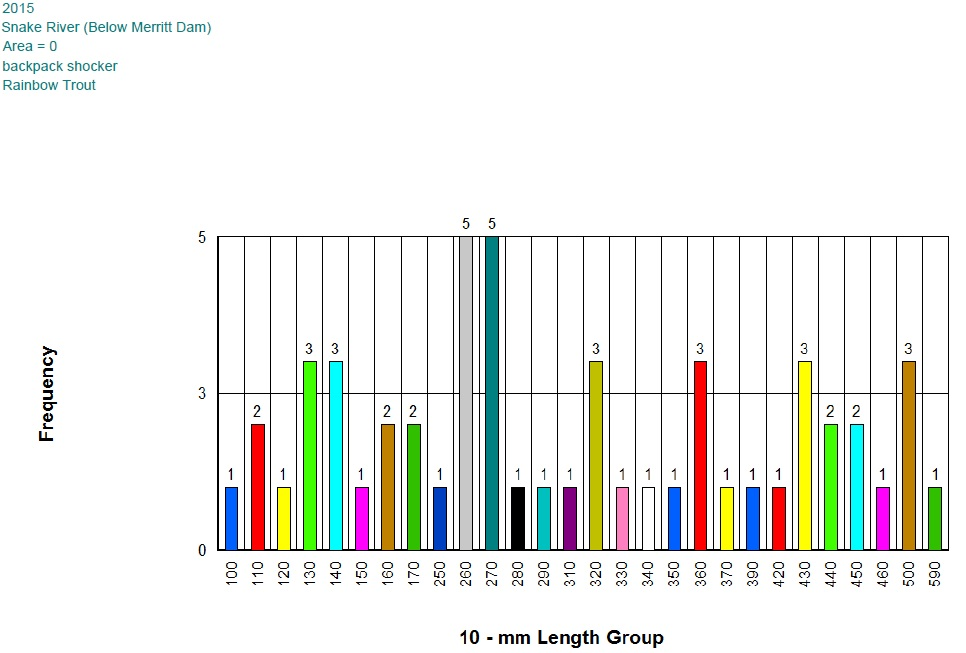 2015
Snake River (Below Merritt Dam)
Area = 0
backpack shocker
Rainbow Trout
5 5
5
3 3 3 3 3 3
3
2 2 2 2 2
1 1 1 1 1 1 1 1 1 1 1 1 1 1 1
0
100 110 120 130 140 150 160 170 250 260 270 280 290 310 320 330 340 350 360 370 390 420 430 440 450 460 500 590
Frequency
10 - mm Length Group